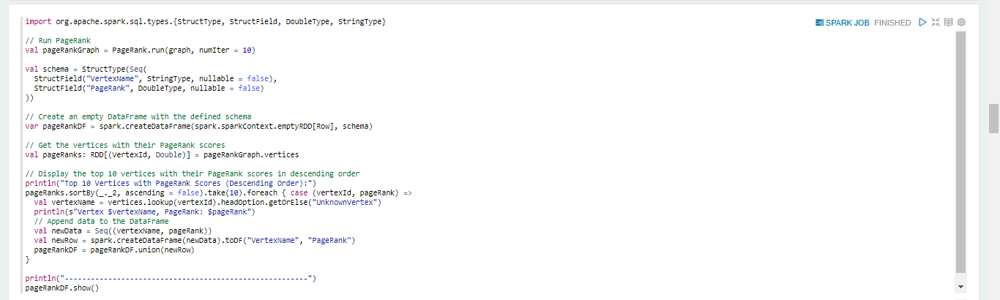 import org.apache.spark.sql.types.{StructType, StructField, DoubleType, StringType}
SPARK JOB FINISHED
// Run PageRank
val pageRankGraph = PageRank.run(graph, numIter = 10)
val schema = StructType(Seq(
  StructField("VertexName", StringType, nullable = false),
  StructField("PageRank", DoubleType, nullable = false)
))
// Create an empty DataFrame with the defined schema
var pageRankDF = spark.createDataFrame(spark.sparkContext.emptyRDD[Row], schema)
// Get the vertices with their PageRank scores
val pageRanks: RDD[(VertexId, Double)] = pageRankGraph.vertices
// Display the top 10 vertices with their PageRank scores in descending order
println("Top 10 Vertices with PageRank Scores (Descending Order):")
pageRanks.sortBy(_._2, ascending = false).take(10).foreach { case (vertexId, pageRank) =>
  val vertexName = vertices.lookup(vertexId).headOption.getOrElse("UnknownVertex")
  println(s"Vertex $vertexName, PageRank: $pageRank")
  // Append data to the DataFrame
  val newData = Seq((vertexName, pageRank))
  val newRow = spark.createDataFrame(newData).toDF("VertexName", "PageRank")
  pageRankDF = pageRankDF.union(newRow)
}
println("--------------------------------------------------------")
pageRankDF.show()